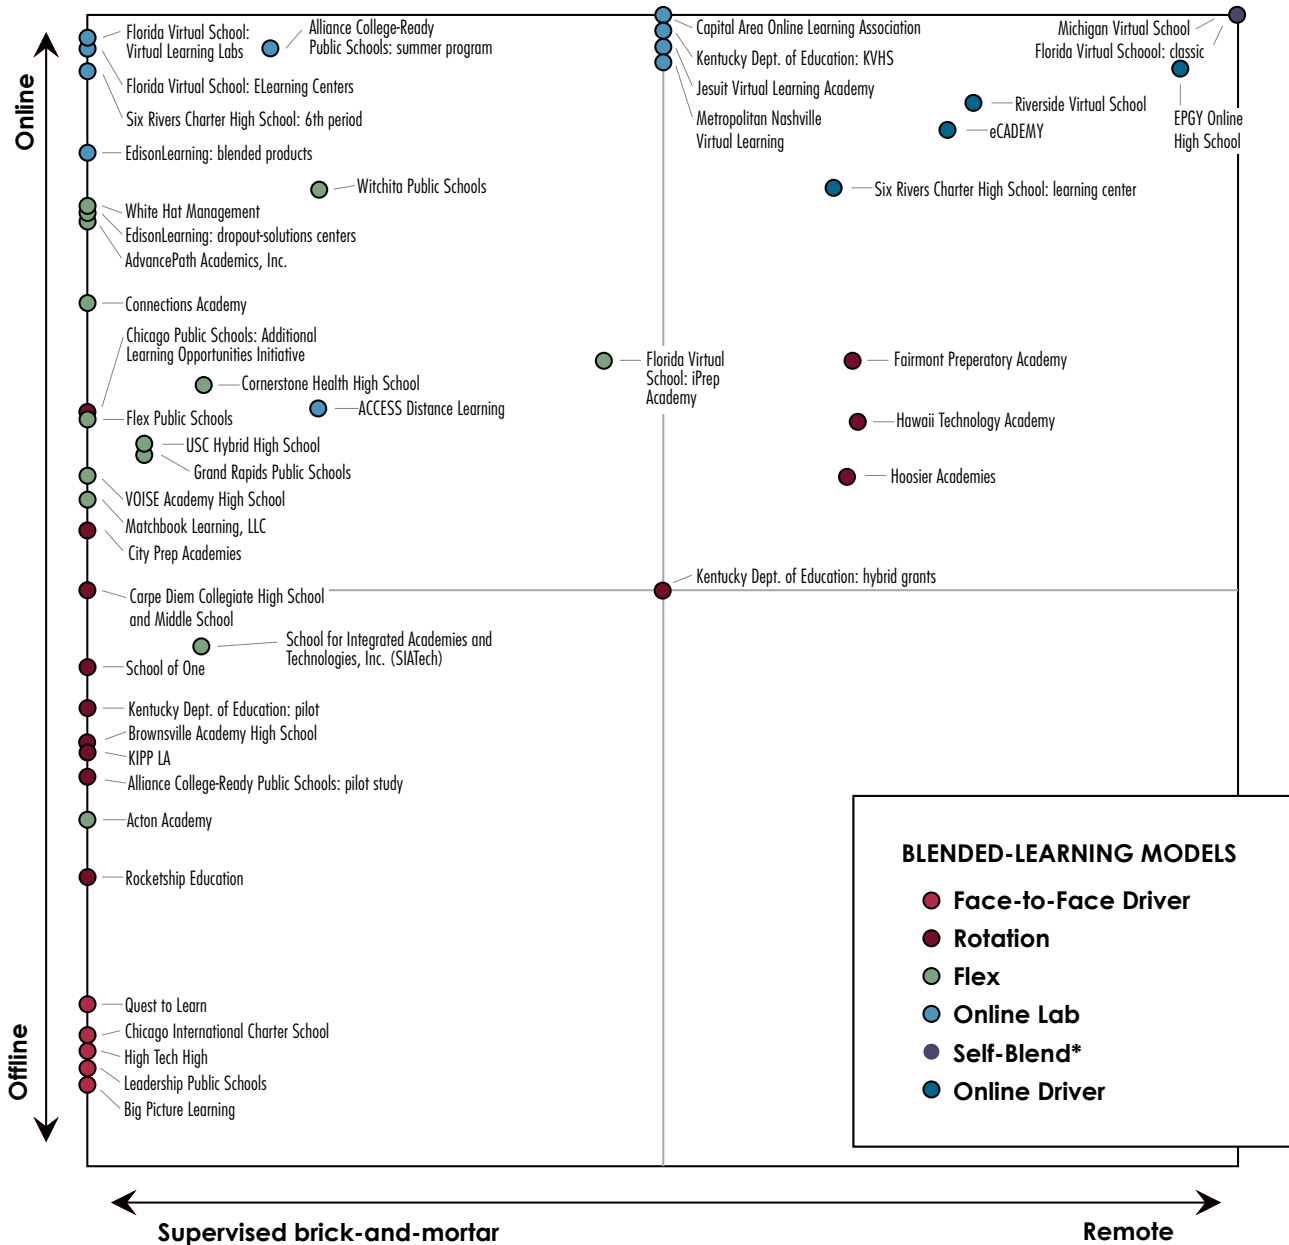 Online
Offline
Florida Virtual School:
Virtual Learning Labs
Alliance College-Ready
Public Schools: summer program
Florida Virtual School: ELearning Centers
Six Rivers Charter High School: 6th period
EdisonLearning: blended products
Witchita Public Schools
White Hat Management
EdisonLearning: dropout-solutions centers
AdvancePath Academics, Inc.
Connections Academy
Chicago Public Schools: Additional
Learning Opportunities Initiative
Cornerstone Health High School
ACCESS Distance Learning
Flex Public Schools
USC Hybrid High School
Grand Rapids Public Schools
VOISE Academy High School
Matchbook Learning, LLC
City Prep Academies
Carpe Diem Collegiate High School
and Middle School
School for Integrated Academies and
Technologies, Inc. (SIATech)
School of One
Kentucky Dept. of Education: pilot
Brownsville Academy High School
KIPP LA
Alliance College-Ready Public Schools: pilot study
Acton Academy
Rocketship Education
Quest to Learn
Chicago International Charter School
High Tech High
Leadership Public Schools
Big Picture Learning
Capital Area Online Learning Association
Kentucky Dept. of Education: KVHS
Jesuit Virtual Learning Academy
Metropolitan Nashville
Virtual Learning
Michigan Virtual School
Florida Virtual Schoool: classic
Riverside Virtual School
eCADEMY
EPGY Online
High School
Six Rivers Charter High School: learning center
Florida Virtual
School: iPrep
Academy
Fairmont Preperatory Academy
Hawaii Technology Academy
Hoosier Academies
Kentucky Dept. of Education: hybrid grants
BLENDED-LEARNING MODELS
Face-to-Face Driver
Rotation
Flex
Online Lab
Self-Blend*
Online Driver
Supervised brick-and-mortar
Remote